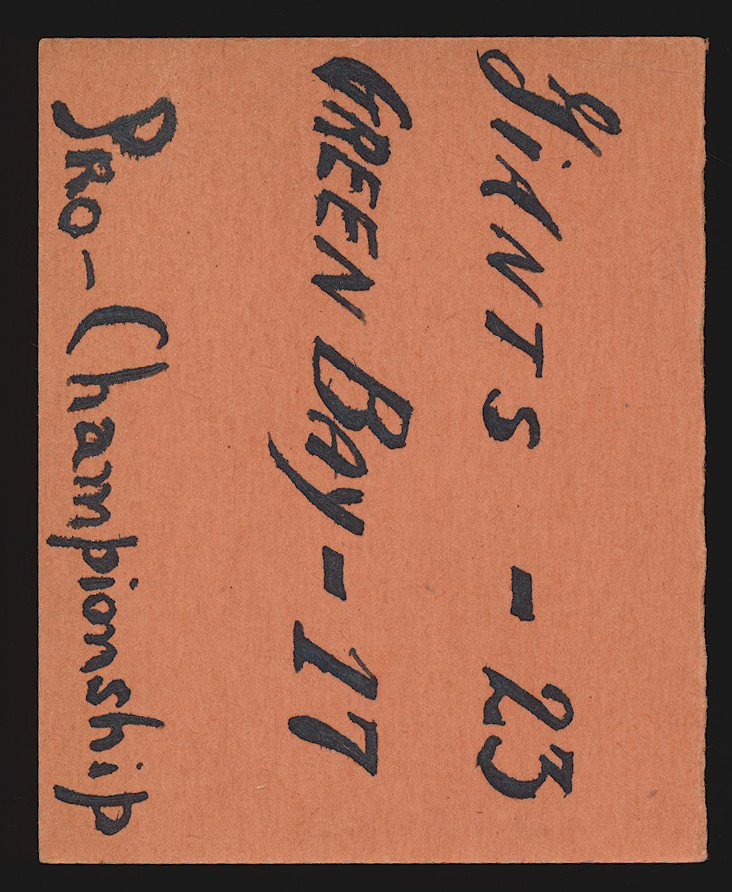 GIANTS - 23
GREEN BAY - 17
PRO - Championship